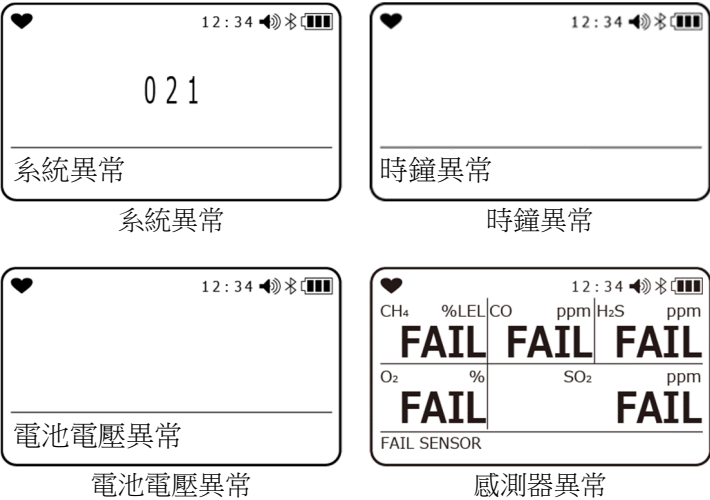 12:34
021
系統異常
系統異常
12:34
時鐘異常
時鐘異常
12:34
電池電壓異常
電池電壓異常
12:34
CH₄ %LEL CO ppm H₂S ppm
FAIL FAIL FAIL
O₂ % SO₂ ppm
FAIL FAIL
FAIL SENSOR
感測器異常